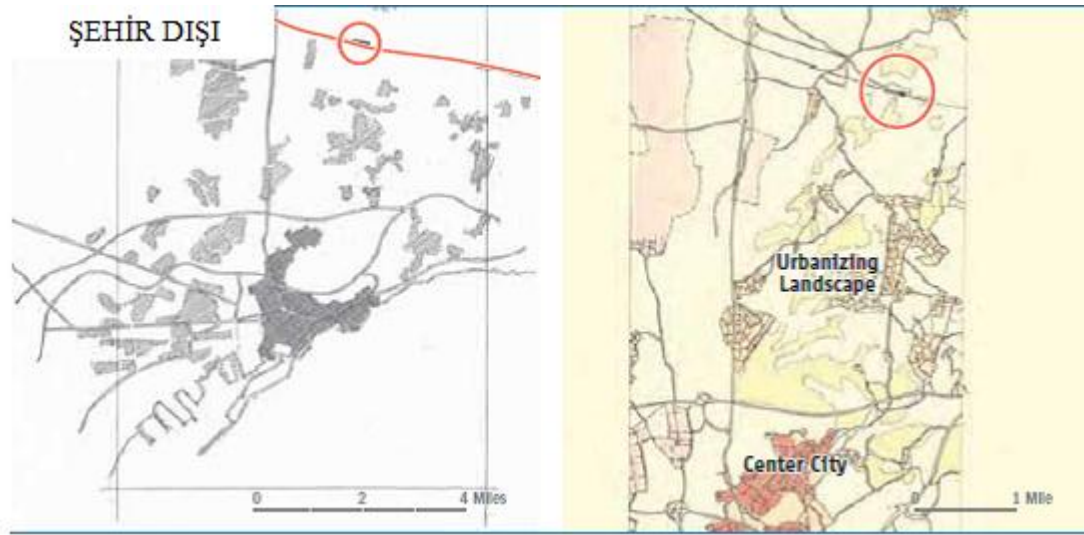 ŞEHİR DIŞI
0 2 4 Miles
Urbanizing
Landscape
Center City
0 1 Mile